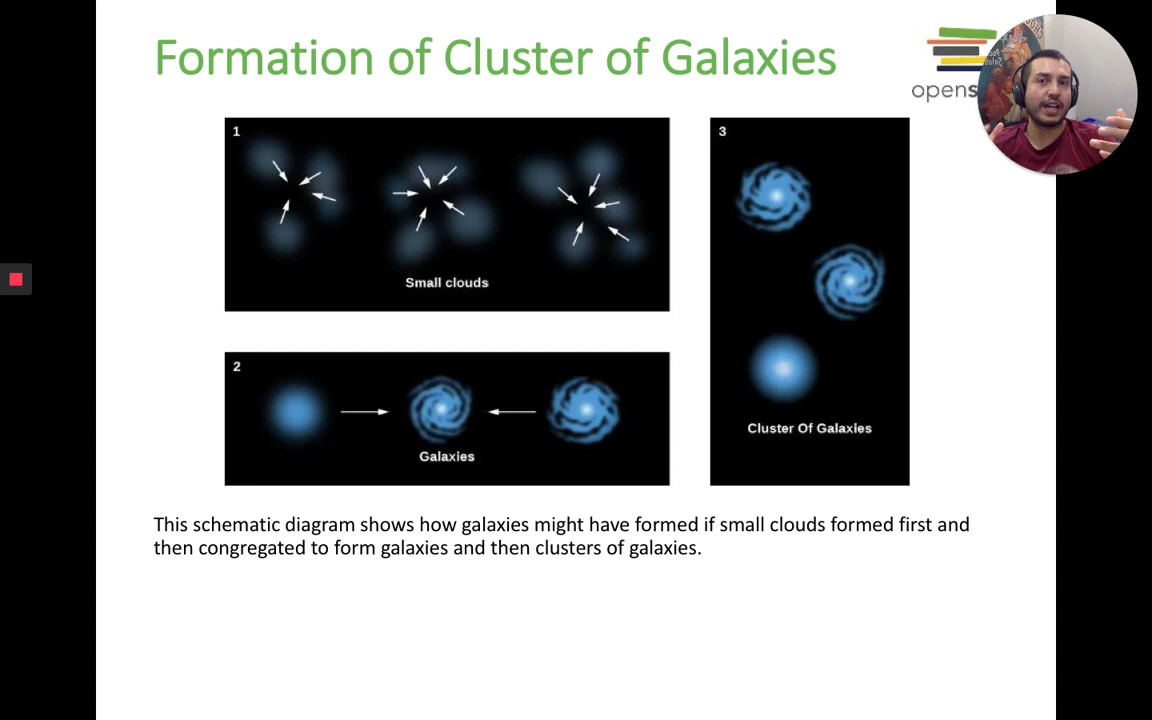 Formation of Cluster of Galaxies
opens
1
Small clouds
2
Galaxies
3
Cluster Of Galaxies
This schematic diagram shows how galaxies might have formed if small clouds formed first and
then congregated to form galaxies and then clusters of galaxies.